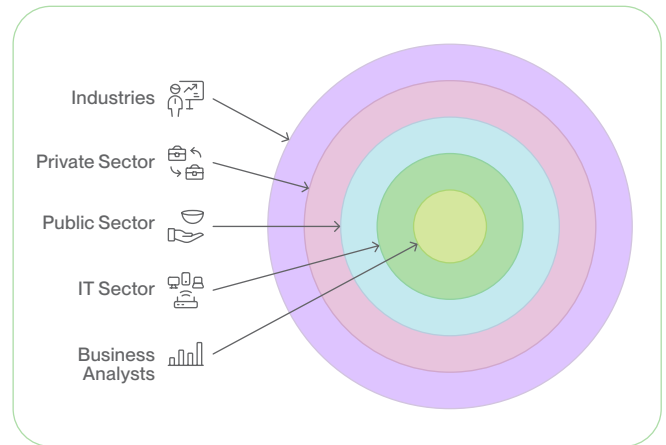 Industries
Private Sector
Public Sector
IT Sector
Business
Analysts